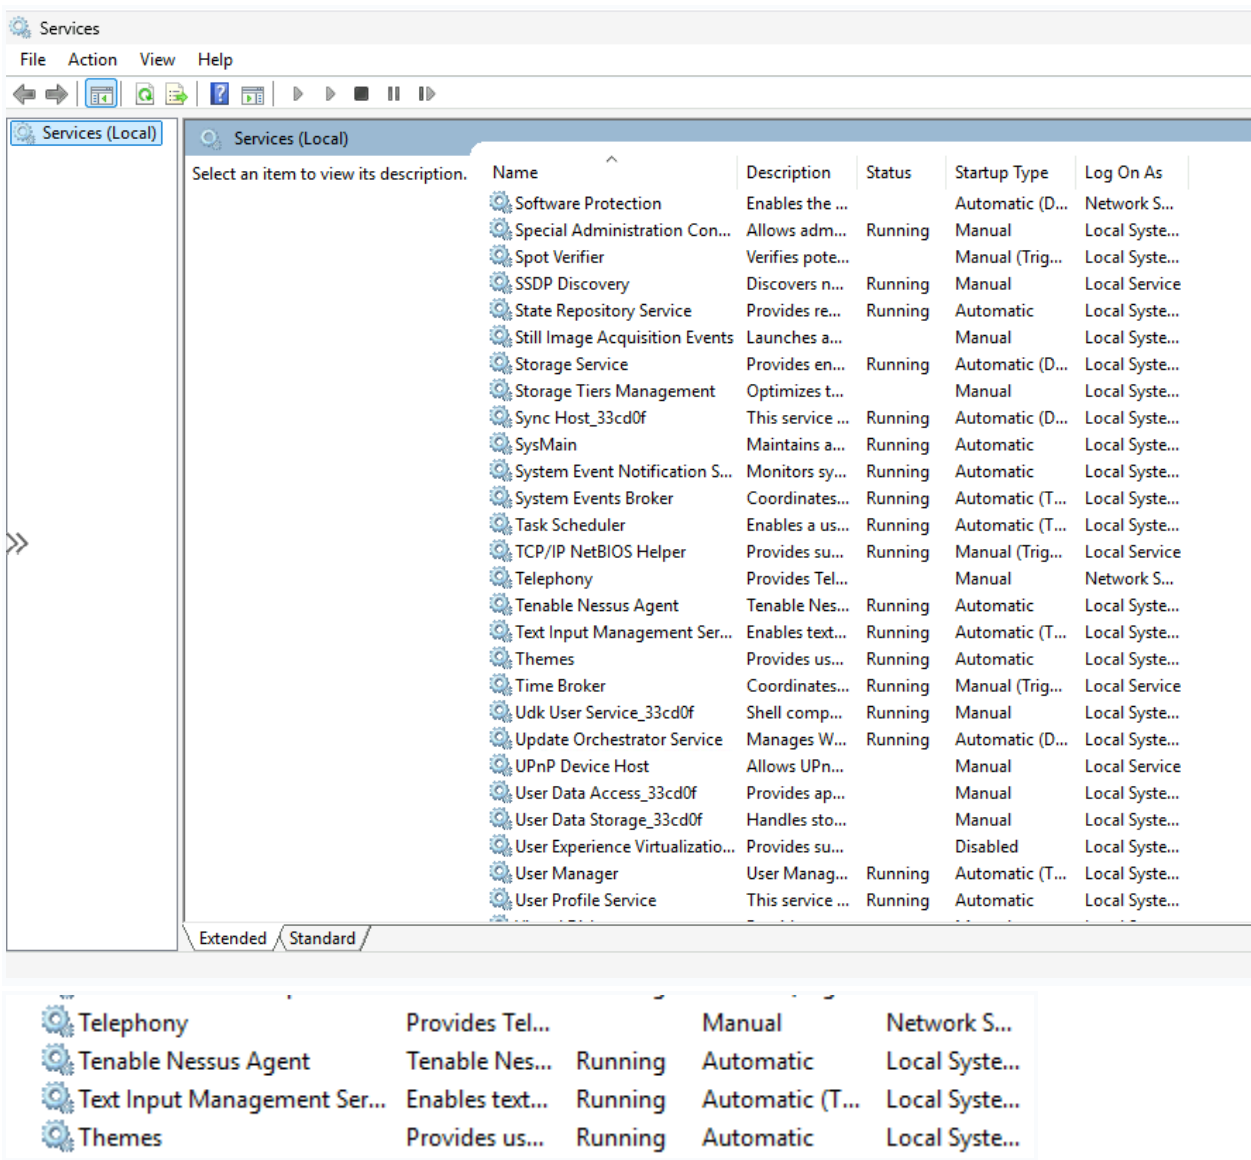 Services
File Action View Help
Services (Local)
Services (Local)
Select an item to view its description.
Name Description Status Startup Type Log On As
Software Protection Enables the ... Automatic (D... Network S...
Special Administration Con... Allows adm... Running Manual Local Syste...
Spot Verifier Verifies pote... Manual (Trig... Local Syste...
SSDP Discovery Discovers n... Running Manual Local Service
State Repository Service Provides re... Running Automatic Local Syste...
Still Image Acquisition Events Launches a... Manual Local Syste...
Storage Service Provides en... Running Automatic (D... Local Syste...
Storage Tiers Management Optimizes t... Manual Local Syste...
Sync Host_33cd0f This service ... Running Automatic (D... Local Syste...
SysMain Maintains a... Running Automatic Local Syste...
System Event Notification S... Monitors sy... Running Automatic Local Syste...
System Events Broker Coordinates... Running Automatic (T... Local Syste...
Task Scheduler Enables a us... Running Automatic (T... Local Syste...
TCP/IP NetBIOS Helper Provides su... Running Manual (Trig... Local Service
Telephony Provides Tel... Manual Network S...
Tenable Nessus Agent Tenable Nes... Running Automatic Local Syste...
Text Input Management Ser... Enables text... Running Automatic (T... Local Syste...
Themes Provides us... Running Automatic Local Syste...
Time Broker Coordinates... Running Manual (Trig... Local Service
Udk User Service_33cd0f Shell comp... Running Manual Local Syste...
Update Orchestrator Service Manages W... Running Automatic (D... Local Syste...
UPnP Device Host Allows UPn... Manual Local Service
User Data Access_33cd0f Provides ap... Manual Local Syste...
User Data Storage_33cd0f Handles sto... Manual Local Syste...
User Experience Virtualizatio... Provides su... Disabled Local Syste...
User Manager User Manag... Running Automatic (T... Local Syste...
User Profile Service This service ... Running Automatic Local Syste...
Extended Standard
Telephony Provides Tel... Manual Network S...
Tenable Nessus Agent Tenable Nes... Running Automatic Local Syste...
Text Input Management Ser... Enables text... Running Automatic (T... Local Syste...
Themes Provides us... Running Automatic Local Syste...